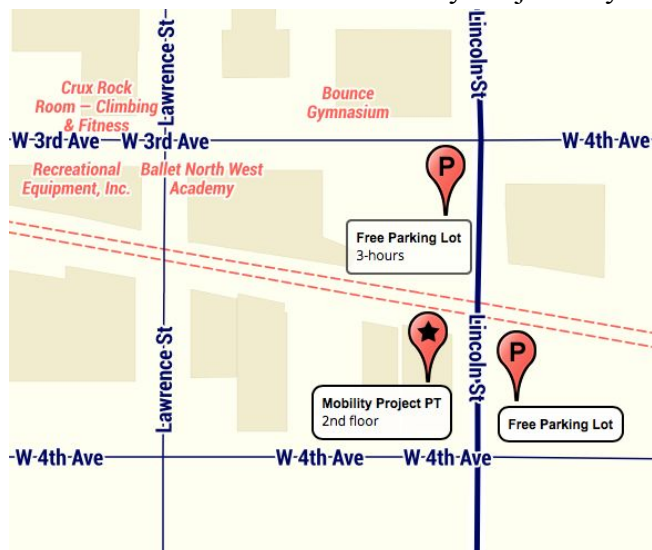 Lincoln St
Lawrence St
Crux Rock
Room — Climbing
& Fitness
Bounce
Gymnasium
W 3rd Ave
W 3rd Ave
W 4th Ave
Recreational
Equipment, Inc.
Ballet North West
Academy
P
Free Parking Lot
3-hours
Lincoln St
Lawrence St
P
Mobility Project PT
2nd floor
Free Parking Lot
W 4th Ave
W 4th Ave
W 4th Ave